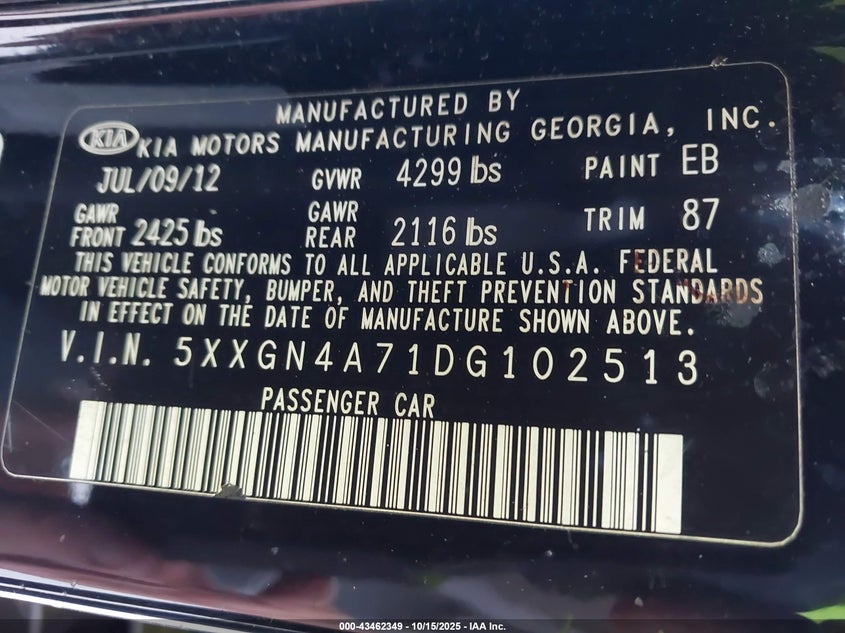 MANUFACTURED BY
KIA KIA MOTORS MANUFACTURING GEORGIA, INC.
JUL/09/12 GVWR 4299 lbs PAINT EB
GAWR FRONT 2425 lbs GAWR REAR 2116 lbs TRIM 87
THIS VEHICLE CONFORMS TO ALL APPLICABLE U.S.A. FEDERAL
MOTOR VEHICLE SAFETY, BUMPER, AND THEFT PREVENTION STANDARDS
IN EFFECT ON THE DATE OF MANUFACTURE SHOWN ABOVE.
V.I.N. 5XXGN4A71DG102513
PASSENGER CAR
000-43462349 - 10/15/2025 - IAA Inc.